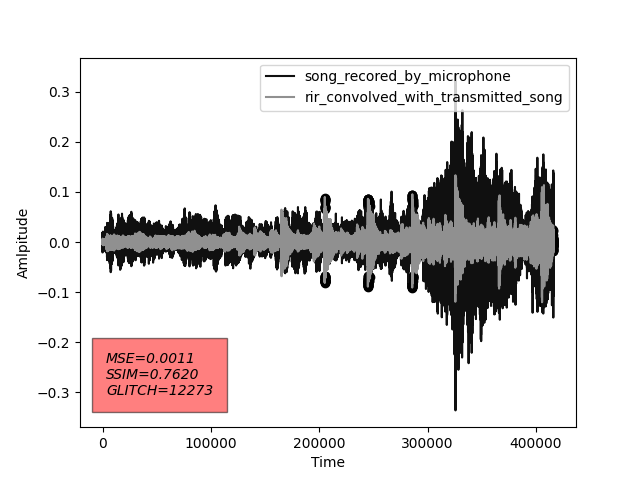 song_recored_by_microphone
rir_convolved_with_transmitted_song
0.3
0.2
0.1
0.0
−0.1
−0.2
−0.3
Amlpitude
MSE=0.0011
SSIM=0.7620
GLITCH=12273
0 100000 200000 300000 400000
Time